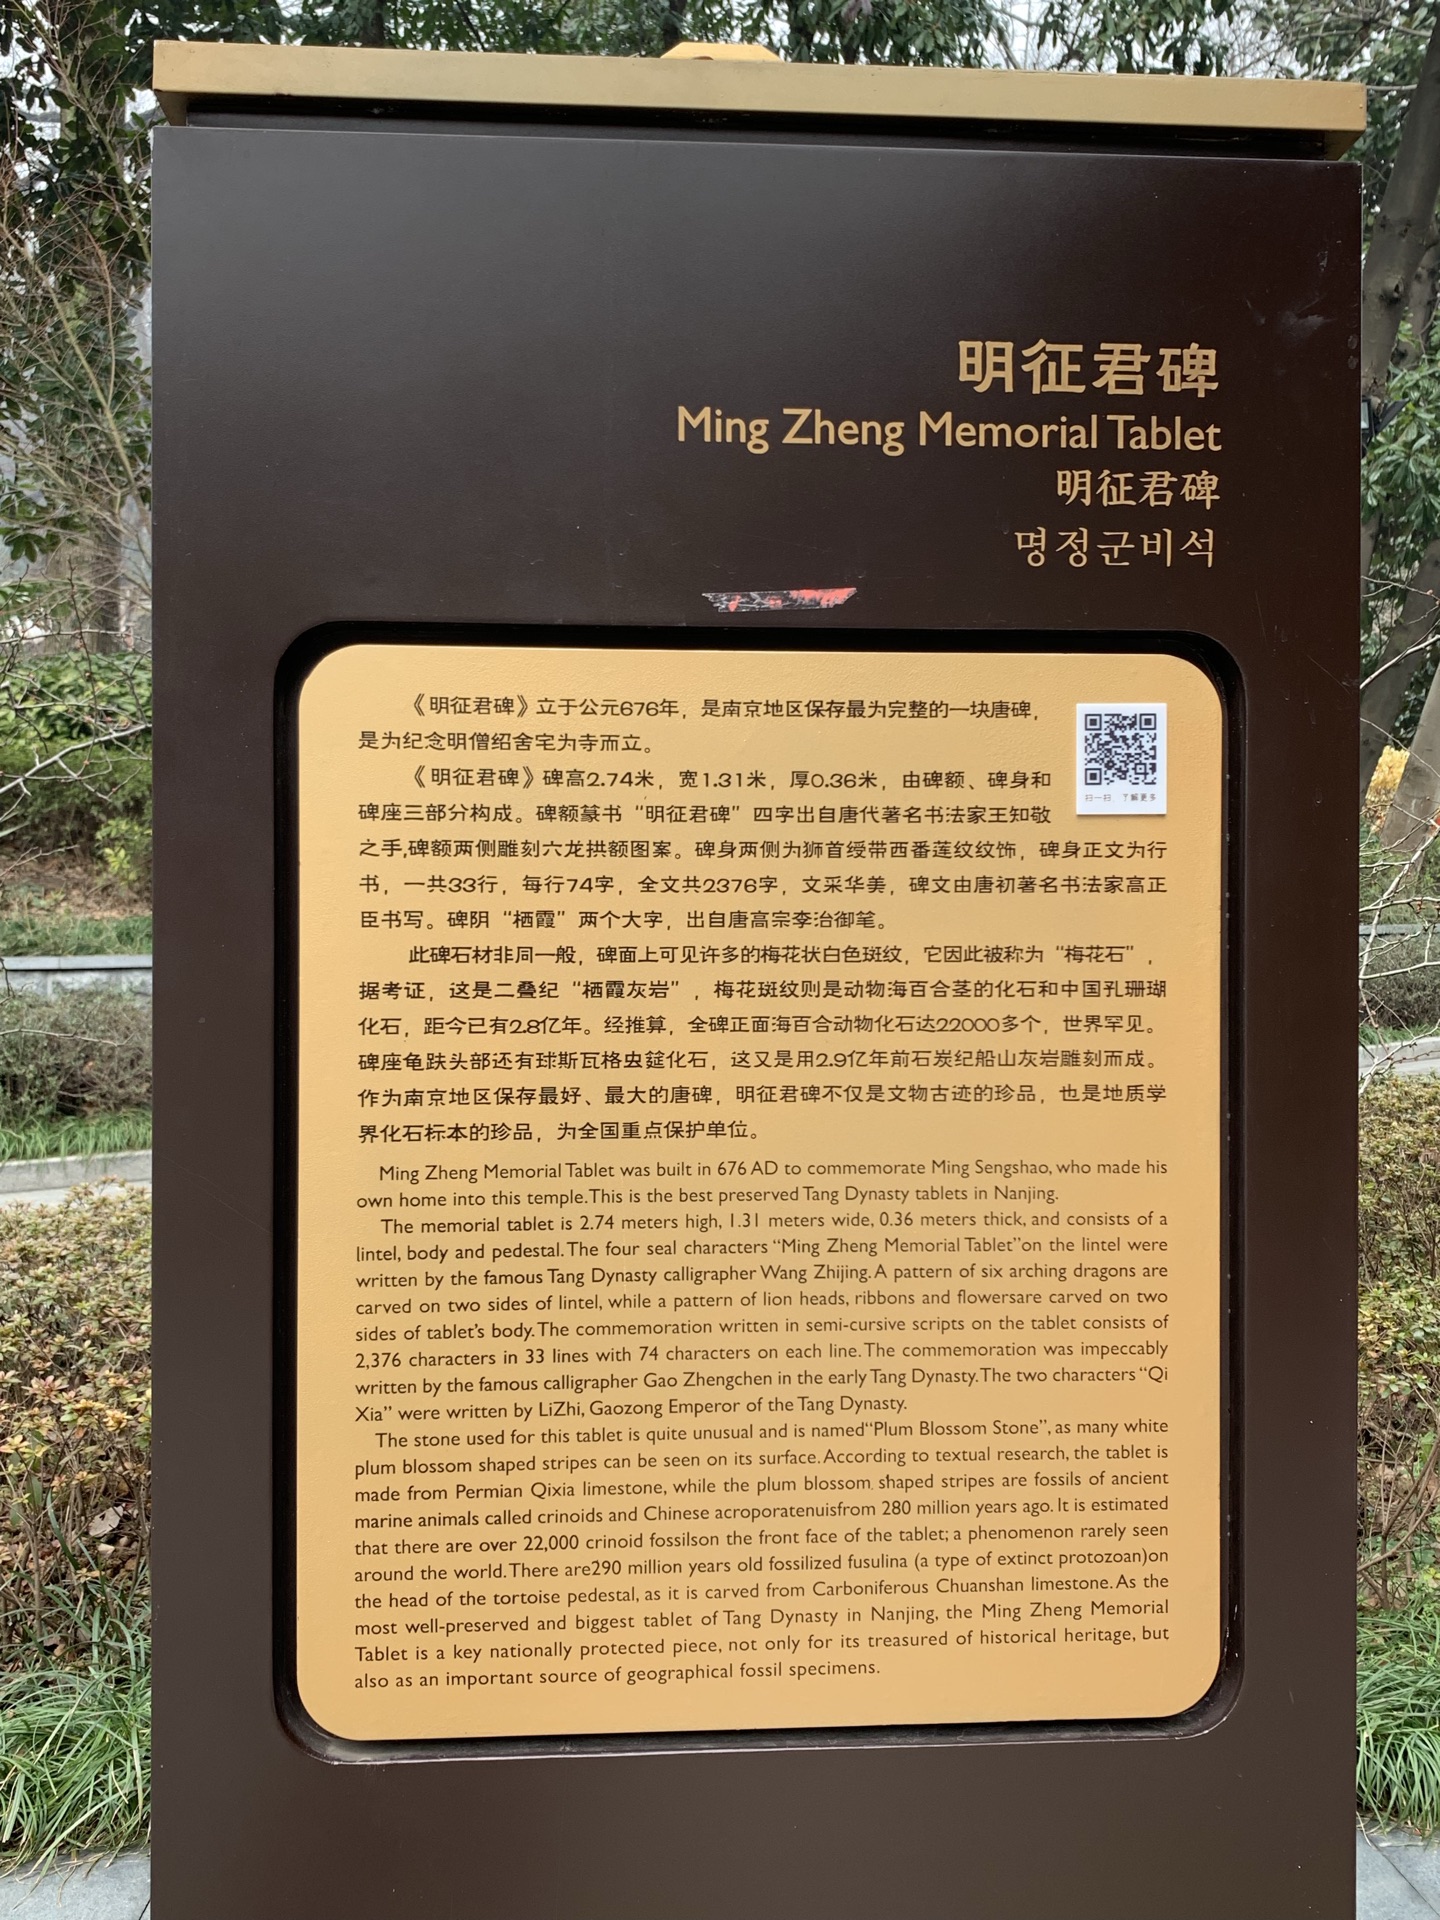 明征君碑
Ming Zheng Memorial Tablet
明征君碑
명정군비석
《明征君碑》立于公元676年，是南京地区保存最为完整的一块唐碑，
是为纪念明僧绍舍宅为寺而立。
《明征君碑》碑高2.74米，宽1.31米，厚0.36米，由碑额、碑身和
碑座三部分构成。碑额篆书“明征君碑”四字出自唐代著名书法家王知敬
之手,碑额两侧雕刻六龙拱额图案。碑身两侧为狮首绶带西番莲纹纹饰，碑身正文为行
书，一共33行，每行74字，全文共2376字，文采华美，碑文由唐初著名书法家高正
臣书写。碑阴“栖霞”两个大字，出自唐高宗李治御笔。
此碑石材非同一般，碑面上可见许多的梅花状白色斑纹，它因此被称为“梅花石”，
据考证，这是二叠纪“栖霞灰岩”，梅花斑纹则是动物海百合茎的化石和中国孔珊瑚
化石，距今已有2.8亿年。经推算，全碑正面海百合动物化石达22000多个，世界罕见。
碑座龟趺头部还有球斯瓦格虫䗴化石，这又是用2.9亿年前石炭纪船山灰岩雕刻而成。
作为南京地区保存最好、最大的唐碑，明征君碑不仅是文物古迹的珍品，也是地质学
界化石标本的珍品，为全国重点保护单位。
扫一扫，了解更多
Ming Zheng Memorial Tablet was built in 676 AD to commemorate Ming Sengshao, who made his
own home into this temple. This is the best preserved Tang Dynasty tablets in Nanjing.
The memorial tablet is 2.74 meters high, 1.31 meters wide, 0.36 meters thick, and consists of a
lintel, body and pedestal. The four seal characters “Ming Zheng Memorial Tablet”on the lintel were
written by the famous Tang Dynasty calligrapher Wang Zhijing. A pattern of six arching dragons are
carved on two sides of lintel, while a pattern of lion heads, ribbons and flowersare carved on two
sides of tablet’s body. The commemoration written in semi-cursive scripts on the tablet consists of
2,376 characters in 33 lines with 74 characters on each line. The commemoration was impeccably
written by the famous calligrapher Gao Zhengchen in the early Tang Dynasty. The two characters “Qi
Xia” were written by LiZhi, Gaozong Emperor of the Tang Dynasty.
The stone used for this tablet is quite unusual and is named“Plum Blossom Stone”, as many white
plum blossom shaped stripes can be seen on its surface. According to textual research, the tablet is
made from Permian Qixia limestone, while the plum blossom shaped stripes are fossils of ancient
marine animals called crinoids and Chinese acroporatenuisfrom 280 million years ago. It is estimated
that there are over 22,000 crinoid fossilson the front face of the tablet; a phenomenon rarely seen
around the world. There are290 million years old fossilized fusulina (a type of extinct protozoan)on
the head of the tortoise pedestal, as it is carved from Carboniferous Chuanshan limestone. As the
most well-preserved and biggest tablet of Tang Dynasty in Nanjing, the Ming Zheng Memorial
Tablet is a key nationally protected piece, not only for its treasured of historical heritage, but
also as an important source of geographical fossil specimens.